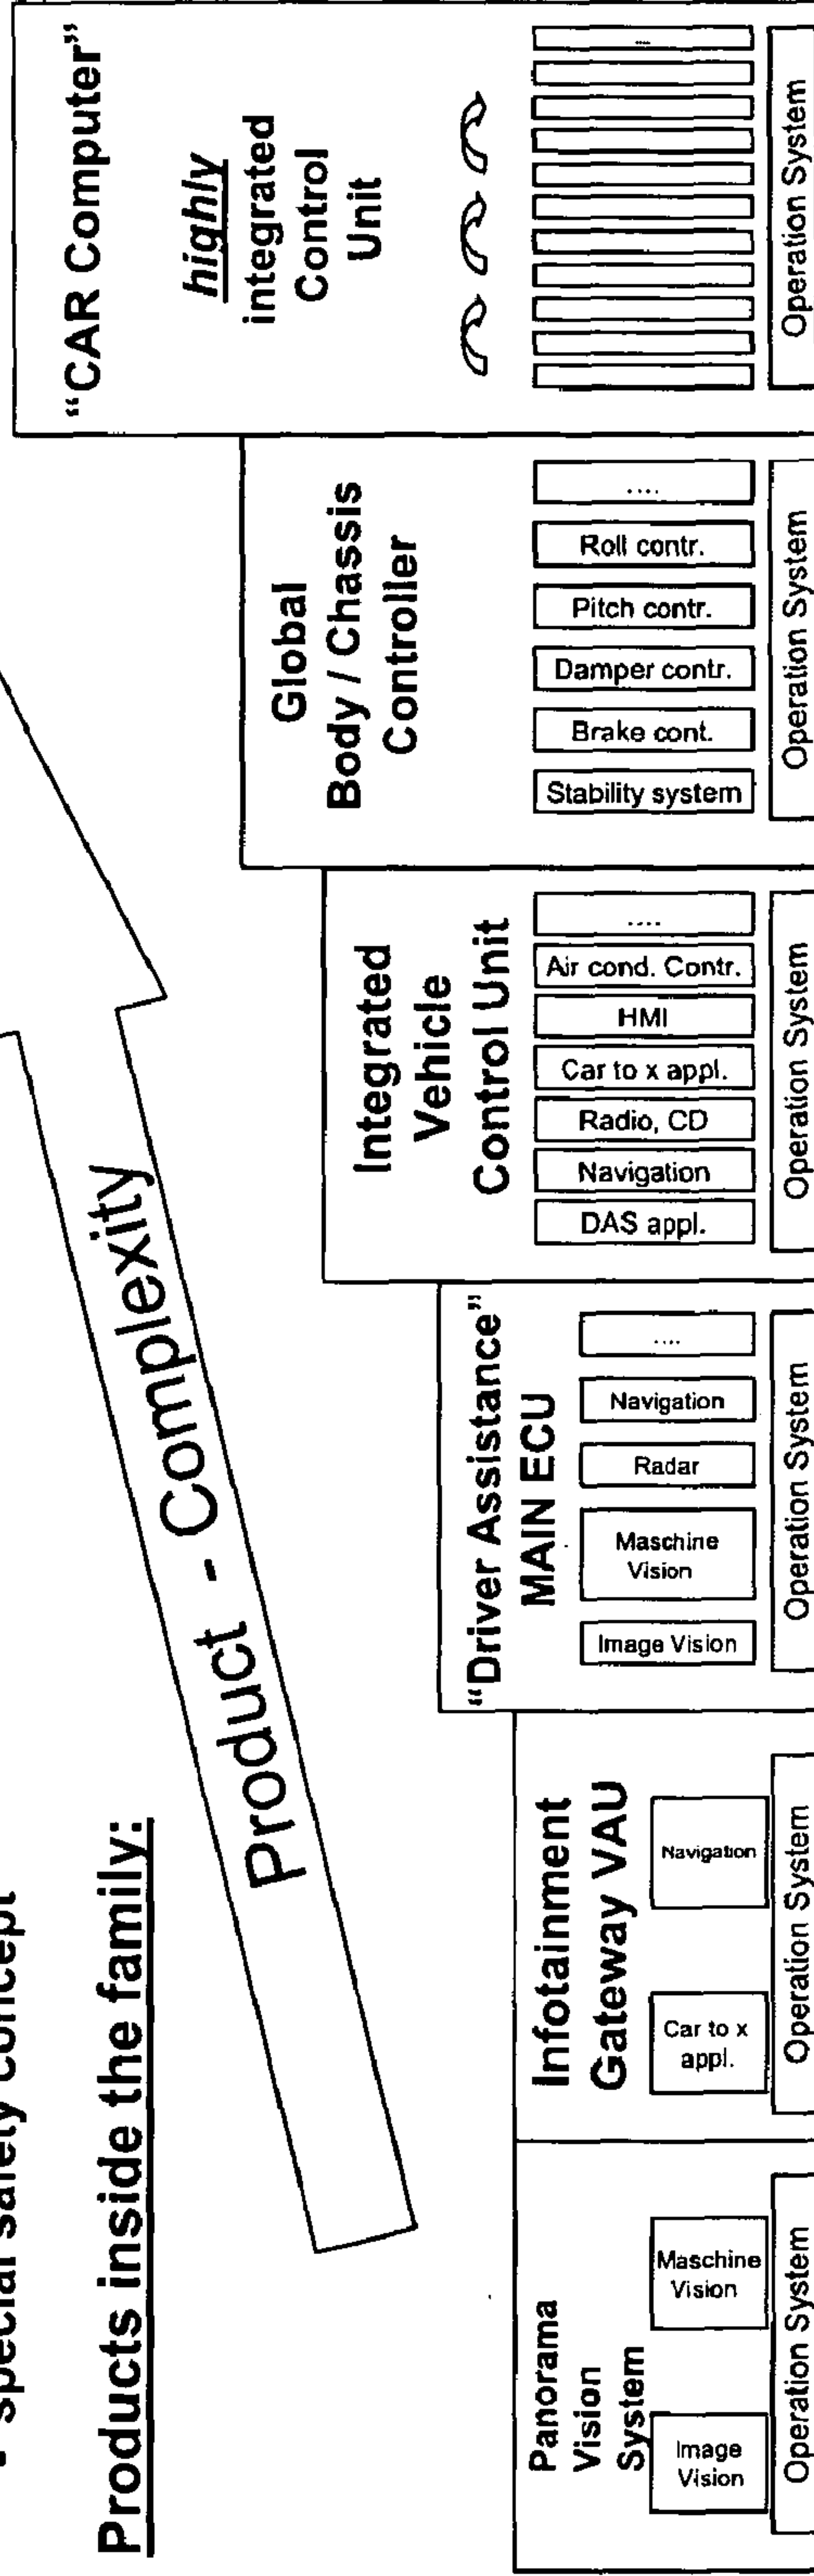 - special safety concept
Products inside the family:
Product - Complexity
Panorama
Vision
System
Image
Vision
Maschine
Vision
Operation System
Infotainment
Gateway VAU
Car to x
appl.
Navigation
Operation System
"Driver Assistance"
MAIN ECU
Image Vision
Maschine
Vision
Radar
Navigation
....
Operation System
Integrated
Vehicle
Control Unit
DAS appl.
Navigation
Radio, CD
Car to x appl.
HMI
Air cond. Contr.
....
Operation System
Global
Body / Chassis
Controller
Stability system
Brake cont.
Damper contr.
Pitch contr.
Roll contr.
....
Operation System
"CAR Computer"
highly
integrated
Control
Unit
....
Operation System